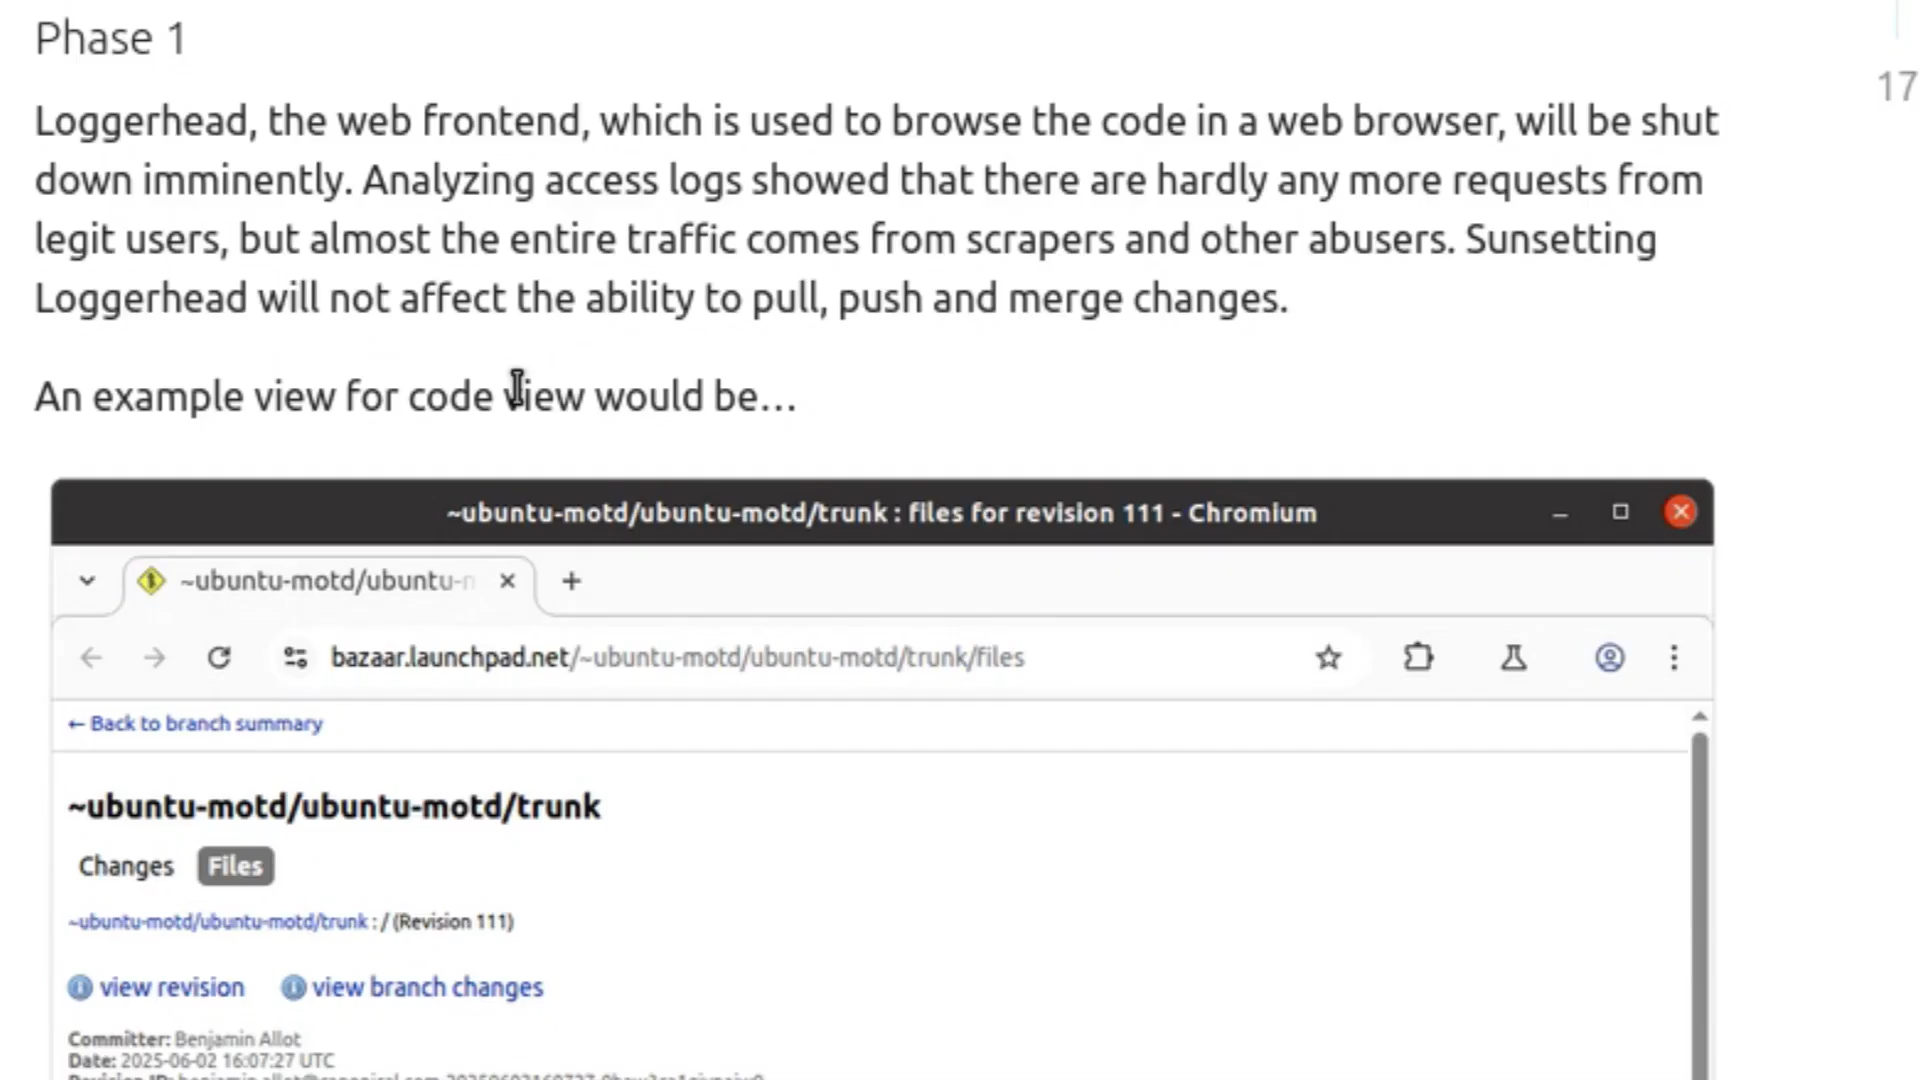 Phase 1
17
Loggerhead, the web frontend, which is used to browse the code in a web browser, will be shut
down imminently. Analyzing access logs showed that there are hardly any more requests from
legit users, but almost the entire traffic comes from scrapers and other abusers. Sunsetting
Loggerhead will not affect the ability to pull, push and merge changes.
An example view for code view would be...
~ubuntu-motd/ubuntu-motd/trunk : files for revision 111 - Chromium
~ubuntu-motd/ubuntu-
bazaar.launchpad.net/~ubuntu-motd/ubuntu-motd/trunk/files
← Back to branch summary
~ubuntu-motd/ubuntu-motd/trunk
Changes Files
~ubuntu-motd/ubuntu-motd/trunk : / (Revision 111)
view revision view branch changes
Committer: Benjamin Allot
Date: 2025-06-02 16:07:27 UTC